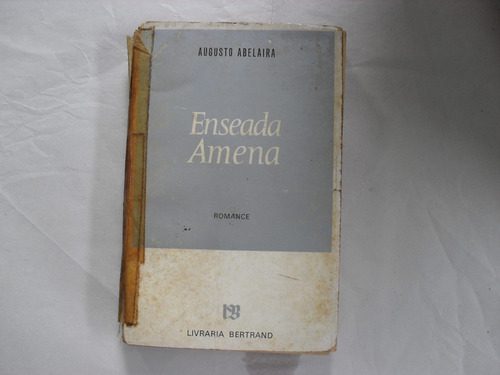 AUGUSTO ABELAIRA
Enseada
Amena
ROMANCE
LIVRARIA BERTRAND